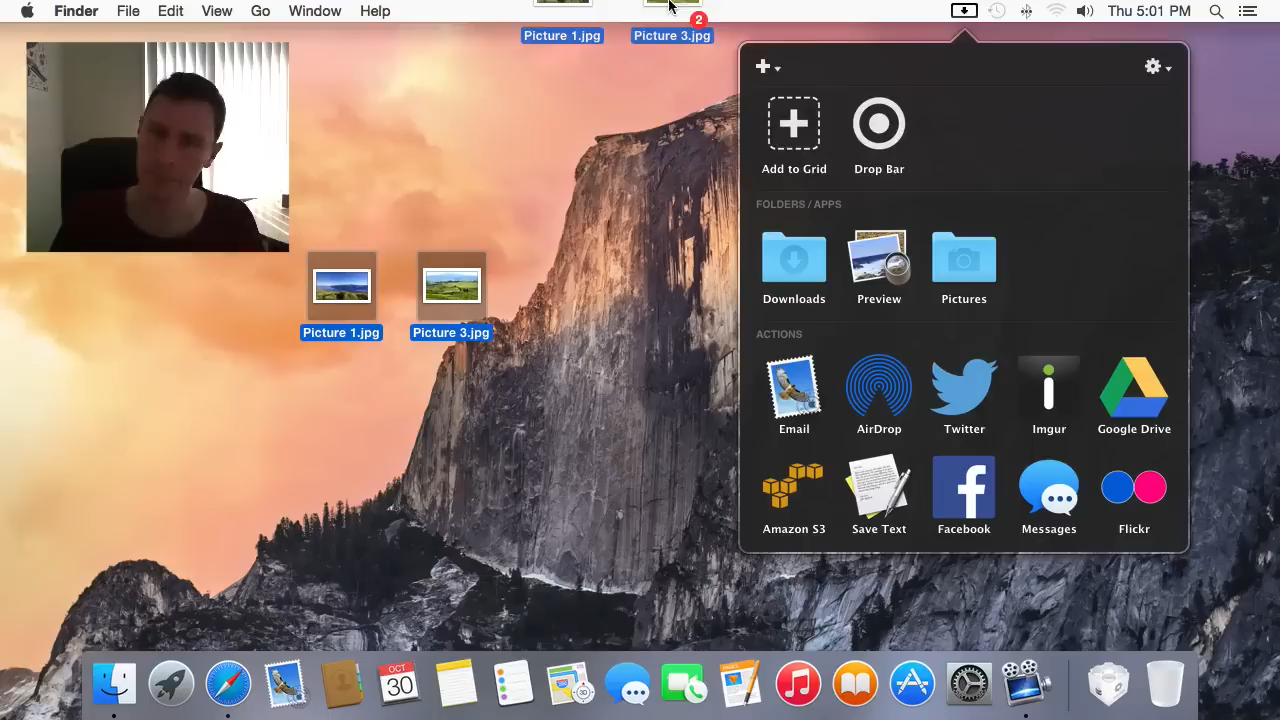 Finder File Edit View Go Window Help Thu 5:01 PM
Picture 1.jpg Picture 3.jpg
2
Picture 1.jpg Picture 3.jpg
Add to Grid Drop Bar
FOLDERS / APPS
Downloads Preview Pictures
ACTIONS
Email AirDrop Twitter Imgur Google Drive
Amazon S3 Save Text Facebook Messages Flickr
OCT
30
3D
PAGES